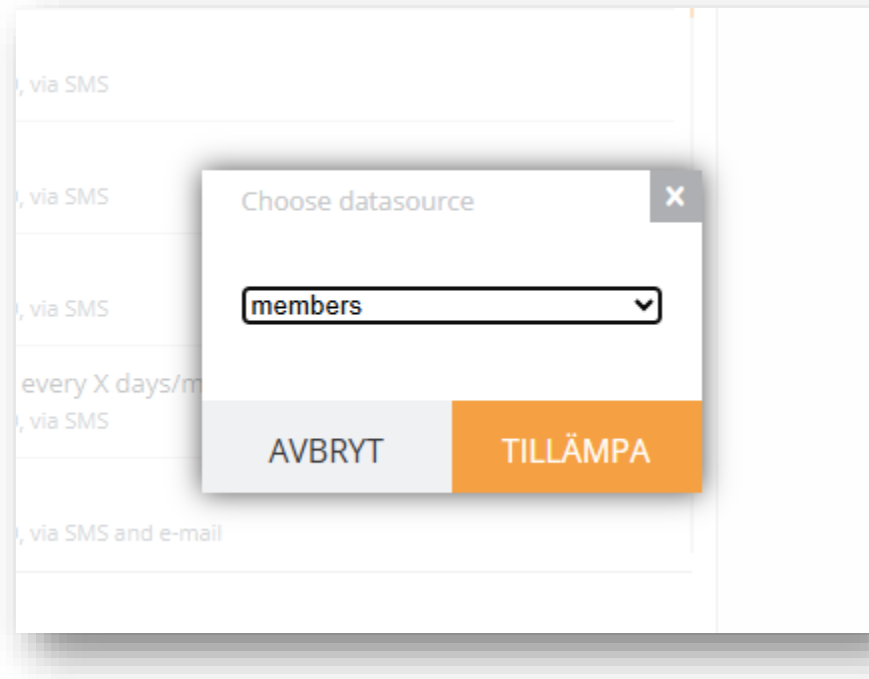 , via SMS
, via SMS
Choose datasource
x
members
, via SMS
every X days/m
, via SMS
AVBRYT
TILLÄMPA
, via SMS and e-mail